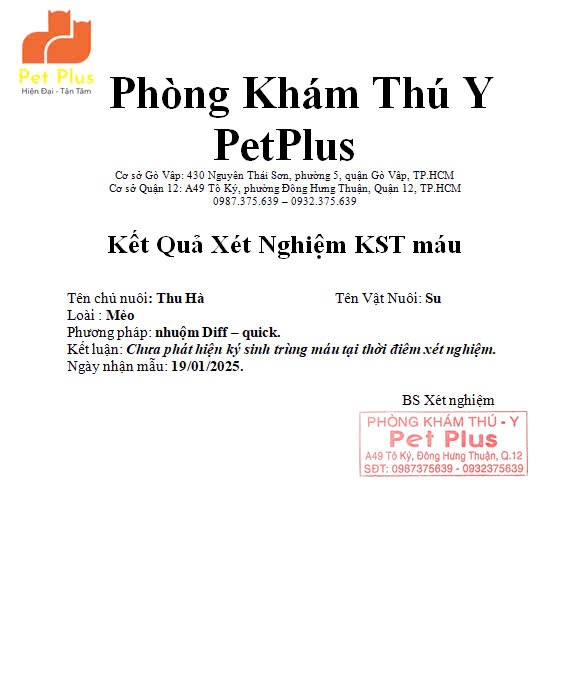 Pet Plus
Hiện Đại - Tận Tâm
Phòng Khám Thú Y
PetPlus
Cơ sở Gò Vấp: 430 Nguyễn Thái Sơn, phường 5, quận Gò Vấp, TP.HCM
Cơ sở Quận 12: A49 Tô Ký, phường Đông Hưng Thuận, Quận 12, TP.HCM
0987.375.639 – 0932.375.639
Kết Quả Xét Nghiệm KST máu
Tên chủ nuôi: Thu Hà Tên Vật Nuôi: Su
Loài : Mèo
Phương pháp: nhuộm Diff – quick.
Kết luận: Chưa phát hiện ký sinh trùng máu tại thời điểm xét nghiệm.
Ngày nhận mẫu: 19/01/2025.
BS Xét nghiệm
PHÒNG KHÁM THÚ - Y
Pet Plus
A49 Tô Ký, Đông Hưng Thuận, Q.12
SĐT: 0987375639 - 0932375639